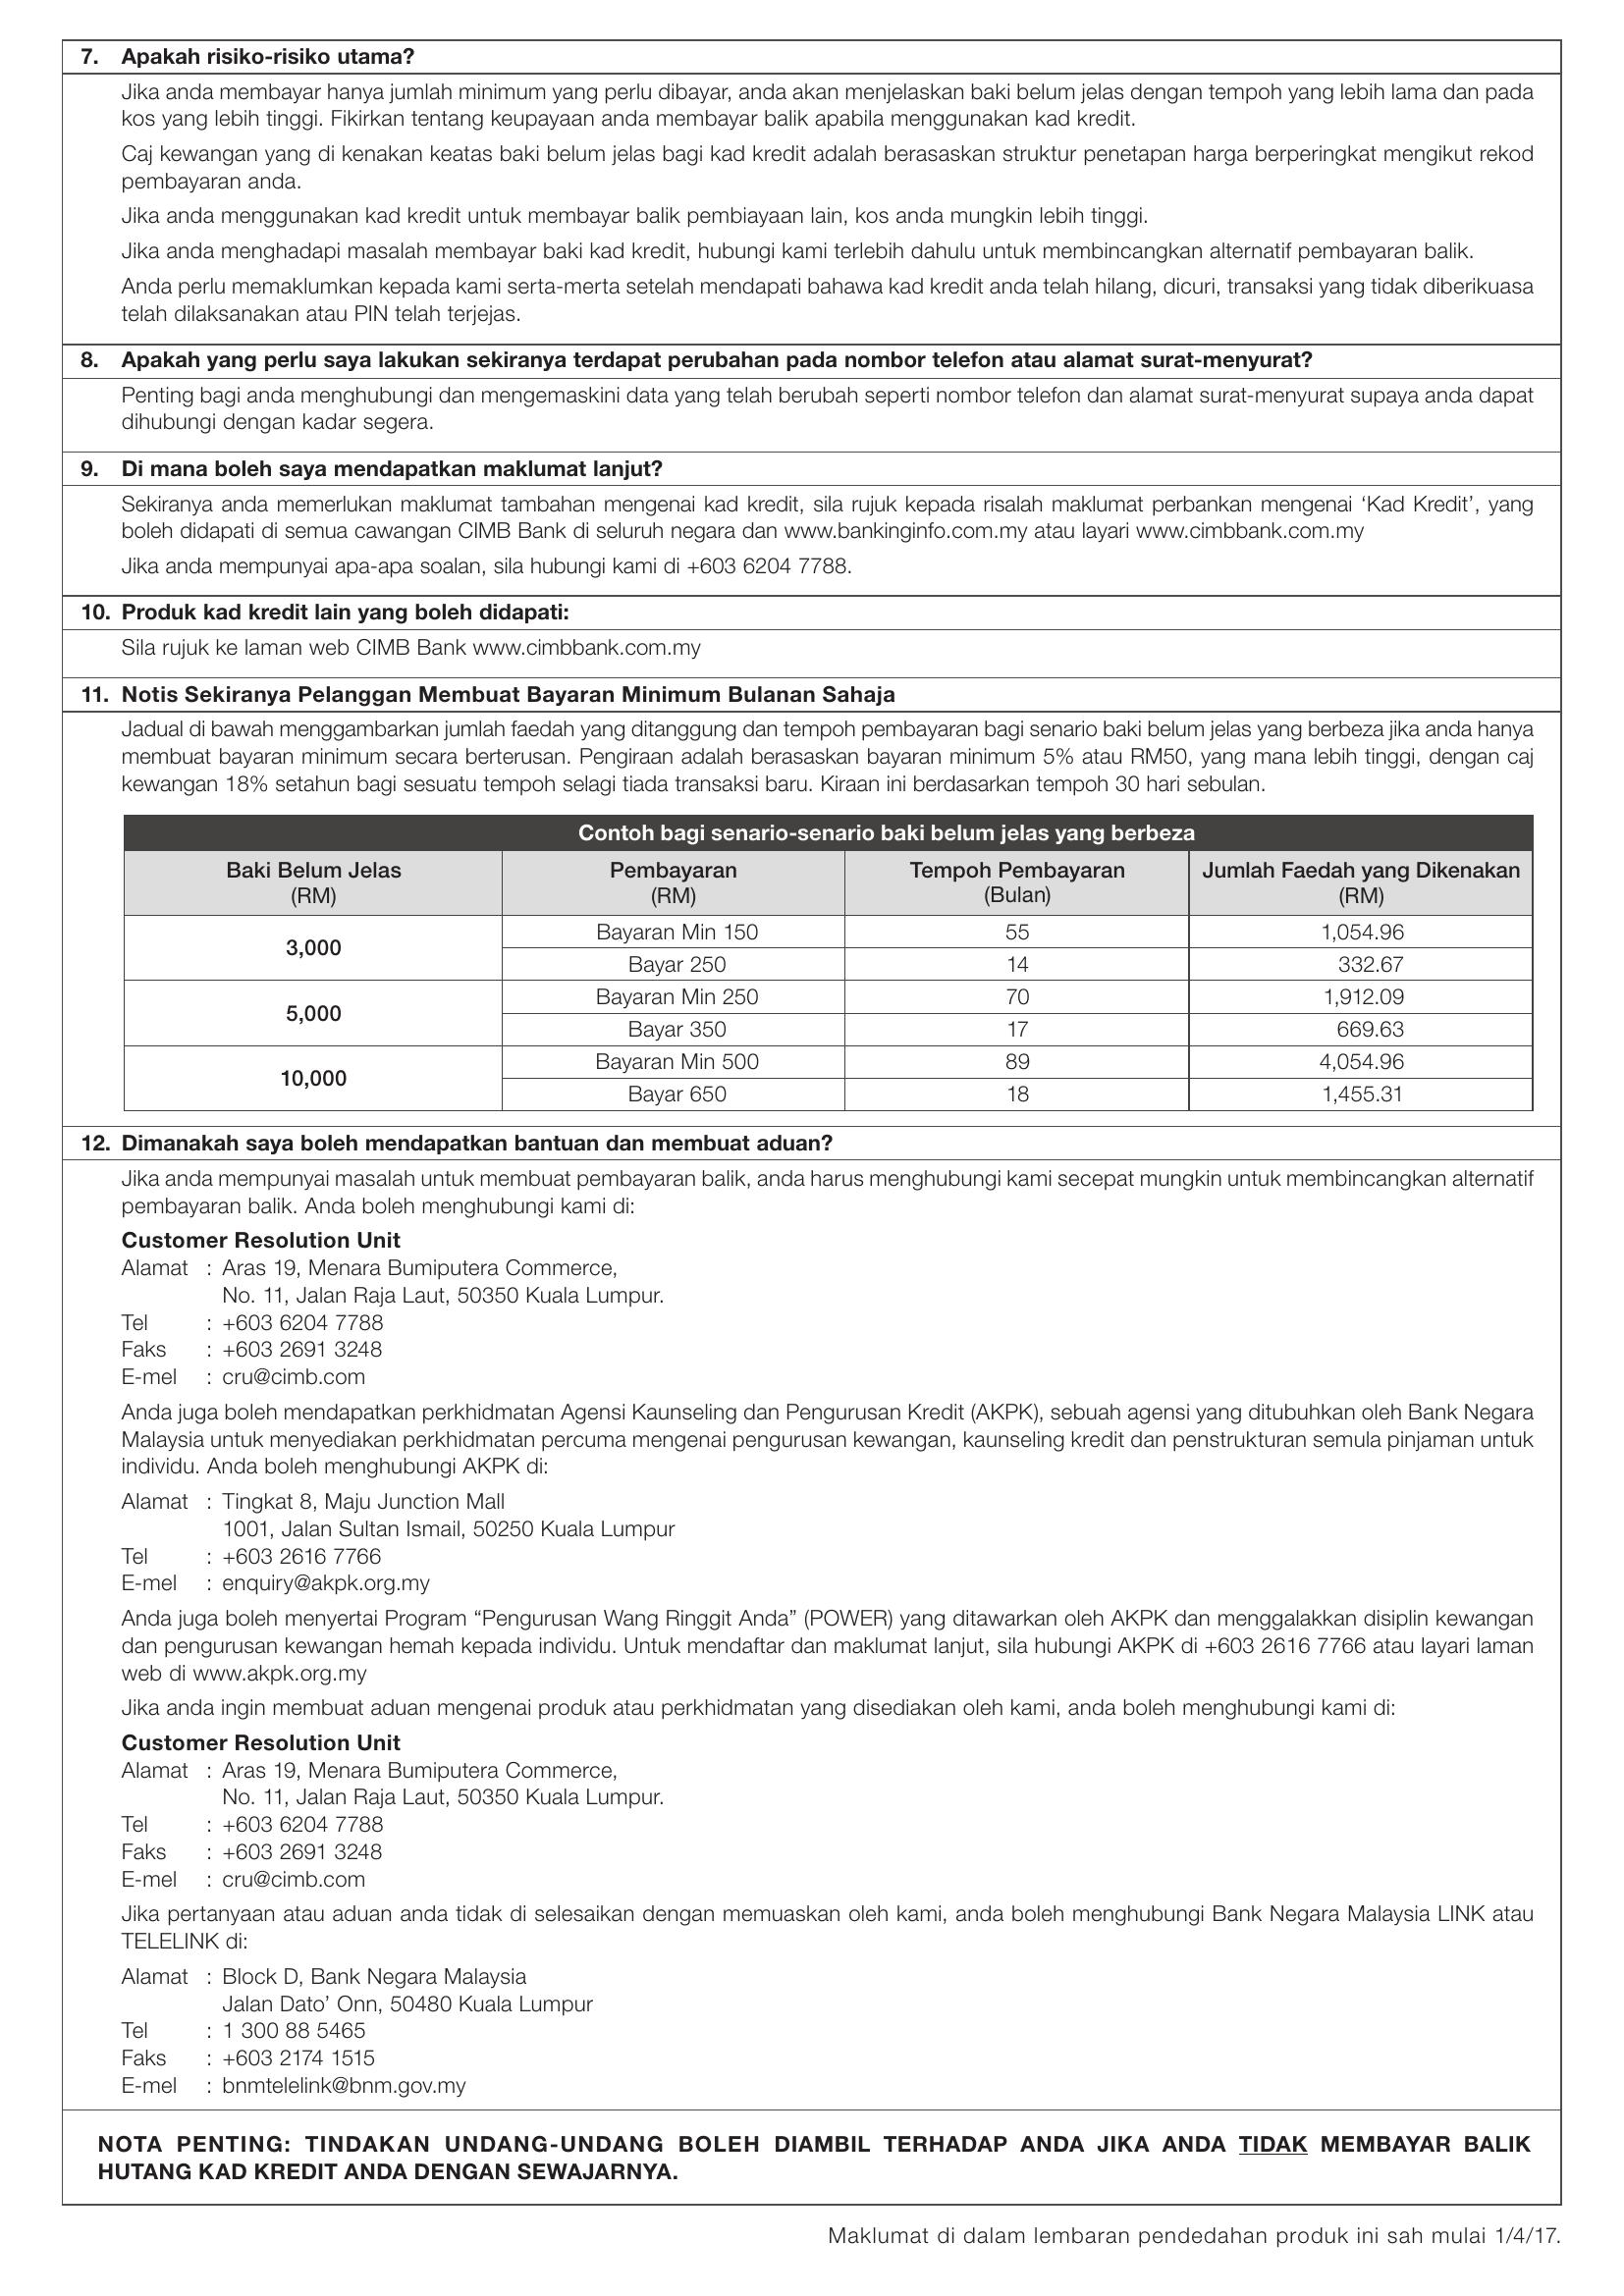 7. Apakah risiko-risiko utama?
Jika anda membayar hanya jumlah minimum yang perlu dibayar, anda akan menjelaskan baki belum jelas dengan tempoh yang lebih lama dan pada
kos yang lebih tinggi. Fikirkan tentang keupayaan anda membayar balik apabila menggunakan kad kredit.
Caj kewangan yang di kenakan keatas baki belum jelas bagi kad kredit adalah berasaskan struktur penetapan harga berperingkat mengikut rekod
pembayaran anda.
Jika anda menggunakan kad kredit untuk membayar balik pembiayaan lain, kos anda mungkin lebih tinggi.
Jika anda menghadapi masalah membayar baki kad kredit, hubungi kami terlebih dahulu untuk membincangkan alternatif pembayaran balik.
Anda perlu memaklumkan kepada kami serta-merta setelah mendapati bahawa kad kredit anda telah hilang, dicuri, transaksi yang tidak diberikuasa
telah dilaksanakan atau PIN telah terjejas.
8. Apakah yang perlu saya lakukan sekiranya terdapat perubahan pada nombor telefon atau alamat surat-menyurat?
Penting bagi anda menghubungi dan mengemaskini data yang telah berubah seperti nombor telefon dan alamat surat-menyurat supaya anda dapat
dihubungi dengan kadar segera.
9. Di mana boleh saya mendapatkan maklumat lanjut?
Sekiranya anda memerlukan maklumat tambahan mengenai kad kredit, sila rujuk kepada risalah maklumat perbankan mengenai ‘Kad Kredit’, yang
boleh didapati di semua cawangan CIMB Bank di seluruh negara dan www.bankinginfo.com.my atau layari www.cimbbank.com.my
Jika anda mempunyai apa-apa soalan, sila hubungi kami di +603 6204 7788.
10. Produk kad kredit lain yang boleh didapati:
Sila rujuk ke laman web CIMB Bank www.cimbbank.com.my
11. Notis Sekiranya Pelanggan Membuat Bayaran Minimum Bulanan Sahaja
Jadual di bawah menggambarkan jumlah faedah yang ditanggung dan tempoh pembayaran bagi senario baki belum jelas yang berbeza jika anda hanya
membuat bayaran minimum secara berterusan. Pengiraan adalah berasaskan bayaran minimum 5% atau RM50, yang mana lebih tinggi, dengan caj
kewangan 18% setahun bagi sesuatu tempoh selagi tiada transaksi baru. Kiraan ini berdasarkan tempoh 30 hari sebulan.
Contoh bagi senario-senario baki belum jelas yang berbeza
Baki Belum Jelas Pembayaran Tempoh Pembayaran Jumlah Faedah yang Dikenakan
(RM) (RM) (Bulan) (RM)
3,000
Bayaran Min 150 55 1,054.96
Bayar 250 14 332.67
5,000
Bayaran Min 250 70 1,912.09
Bayar 350 17 669.63
10,000
Bayaran Min 500 89 4,054.96
Bayar 650 18 1,455.31
12. Dimanakah saya boleh mendapatkan bantuan dan membuat aduan?
Jika anda mempunyai masalah untuk membuat pembayaran balik, anda harus menghubungi kami secepat mungkin untuk membincangkan alternatif
pembayaran balik. Anda boleh menghubungi kami di:
Customer Resolution Unit
Alamat : Aras 19, Menara Bumiputera Commerce,
No. 11, Jalan Raja Laut, 50350 Kuala Lumpur.
Tel : +603 6204 7788
Faks : +603 2691 3248
E-mel : cru@cimb.com
Anda juga boleh mendapatkan perkhidmatan Agensi Kaunseling dan Pengurusan Kredit (AKPK), sebuah agensi yang ditubuhkan oleh Bank Negara
Malaysia untuk menyediakan perkhidmatan percuma mengenai pengurusan kewangan, kaunseling kredit dan penstrukturan semula pinjaman untuk
individu. Anda boleh menghubungi AKPK di:
Alamat : Tingkat 8, Maju Junction Mall
1001, Jalan Sultan Ismail, 50250 Kuala Lumpur
Tel : +603 2616 7766
E-mel : enquiry@akpk.org.my
Anda juga boleh menyertai Program “Pengurusan Wang Ringgit Anda” (POWER) yang ditawarkan oleh AKPK dan menggalakkan disiplin kewangan
dan pengurusan kewangan hemah kepada individu. Untuk mendaftar dan maklumat lanjut, sila hubungi AKPK di +603 2616 7766 atau layari laman
web di www.akpk.org.my
Jika anda ingin membuat aduan mengenai produk atau perkhidmatan yang disediakan oleh kami, anda boleh menghubungi kami di:
Customer Resolution Unit
Alamat : Aras 19, Menara Bumiputera Commerce,
No. 11, Jalan Raja Laut, 50350 Kuala Lumpur.
Tel : +603 6204 7788
Faks : +603 2691 3248
E-mel : cru@cimb.com
Jika pertanyaan atau aduan anda tidak di selesaikan dengan memuaskan oleh kami, anda boleh menghubungi Bank Negara Malaysia LINK atau
TELELINK di:
Alamat : Block D, Bank Negara Malaysia
Jalan Dato’ Onn, 50480 Kuala Lumpur
Tel : 1 300 88 5465
Faks : +603 2174 1515
E-mel : bnmtelelink@bnm.gov.my
NOTA PENTING: TINDAKAN UNDANG-UNDANG BOLEH DIAMBIL TERHADAP ANDA JIKA ANDA TIDAK MEMBAYAR BALIK
HUTANG KAD KREDIT ANDA DENGAN SEWAJARNYA.
Maklumat di dalam lembaran pendedahan produk ini sah mulai 1/4/17.